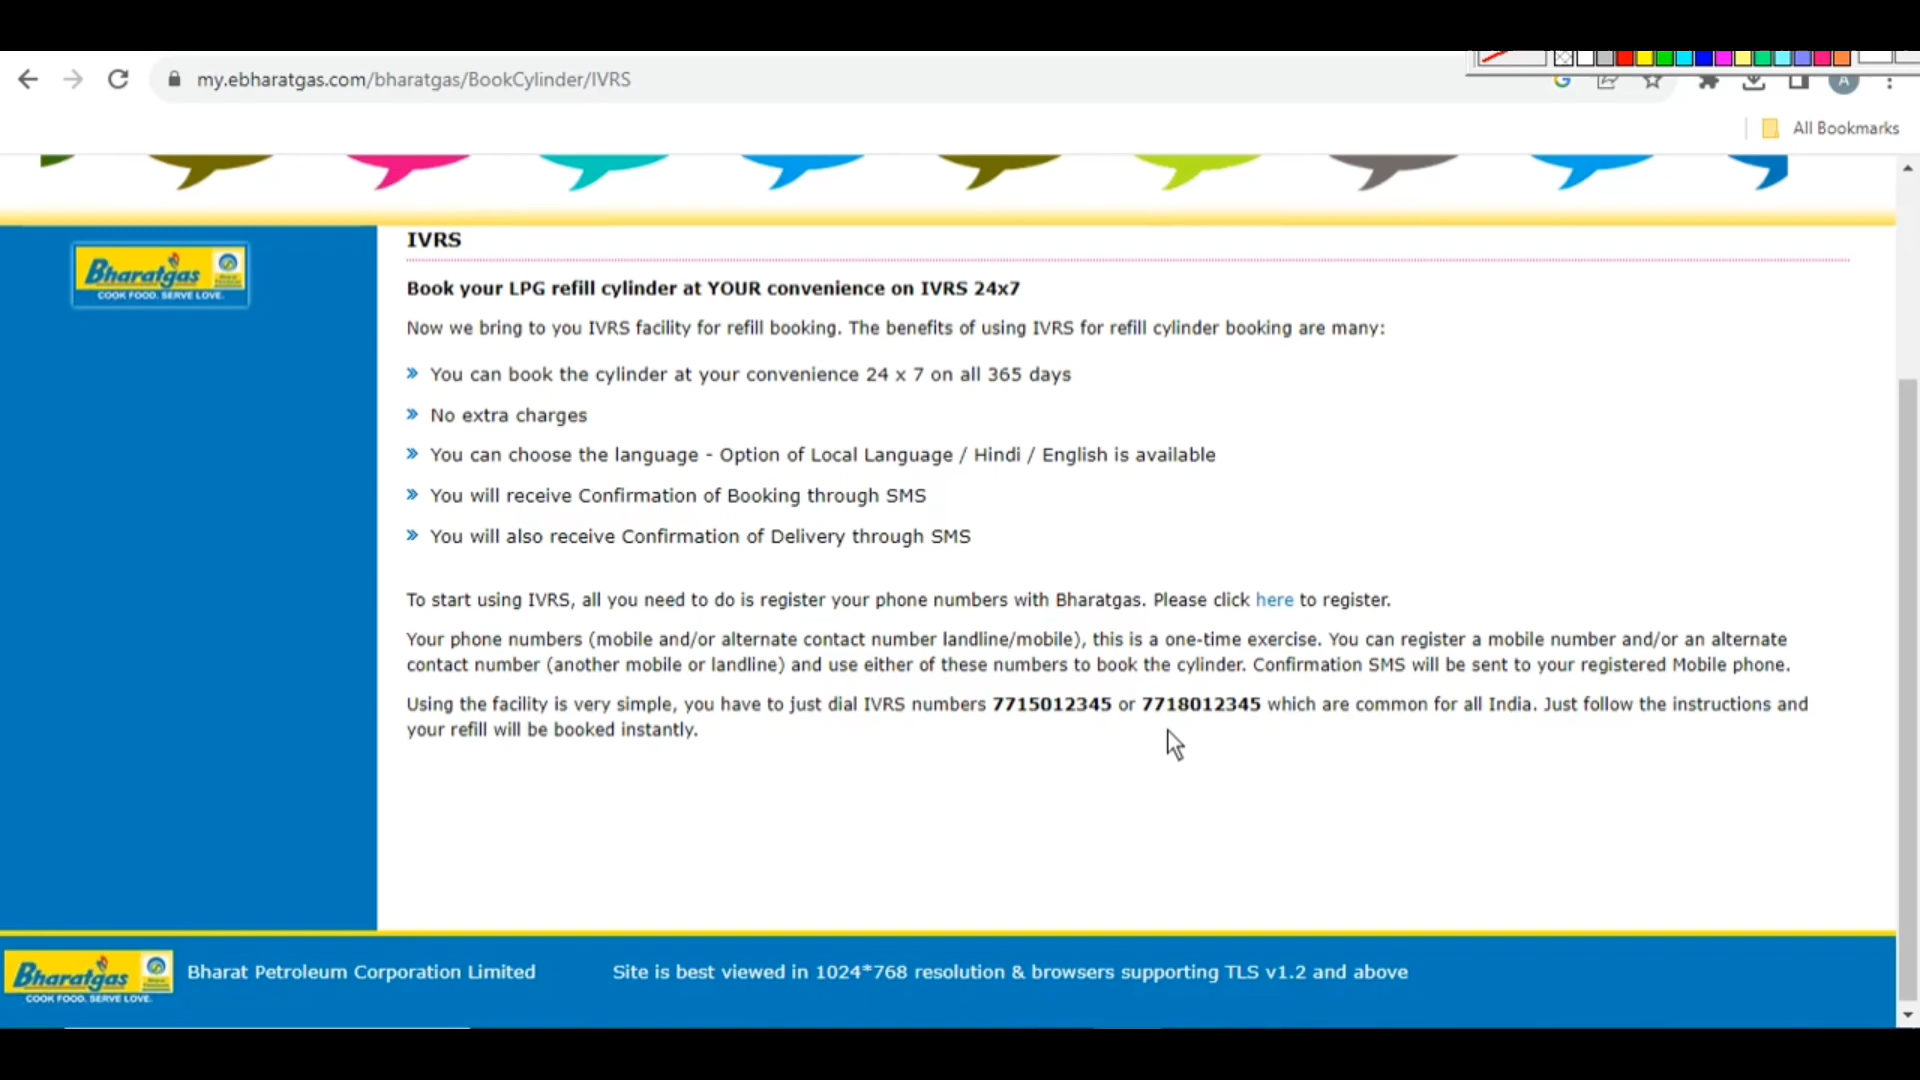 my.ebharatgas.com/bharatgas/BookCylinder/IVRS
A
All Bookmarks
Bharatgas
COOK FOOD. SERVE LOVE.
IVRS
Book your LPG refill cylinder at YOUR convenience on IVRS 24x7
Now we bring to you IVRS facility for refill booking. The benefits of using IVRS for refill cylinder booking are many:
» You can book the cylinder at your convenience 24 x 7 on all 365 days
» No extra charges
» You can choose the language - Option of Local Language / Hindi / English is available
» You will receive Confirmation of Booking through SMS
» You will also receive Confirmation of Delivery through SMS
To start using IVRS, all you need to do is register your phone numbers with Bharatgas. Please click here to register.
Your phone numbers (mobile and/or alternate contact number landline/mobile), this is a one-time exercise. You can register a mobile number and/or an alternate
contact number (another mobile or landline) and use either of these numbers to book the cylinder. Confirmation SMS will be sent to your registered Mobile phone.
Using the facility is very simple, you have to just dial IVRS numbers 7715012345 or 7718012345 which are common for all India. Just follow the instructions and
your refill will be booked instantly.
Bharatgas
COOK FOOD. SERVE LOVE.
Bharat Petroleum Corporation Limited
Site is best viewed in 1024*768 resolution & browsers supporting TLS v1.2 and above